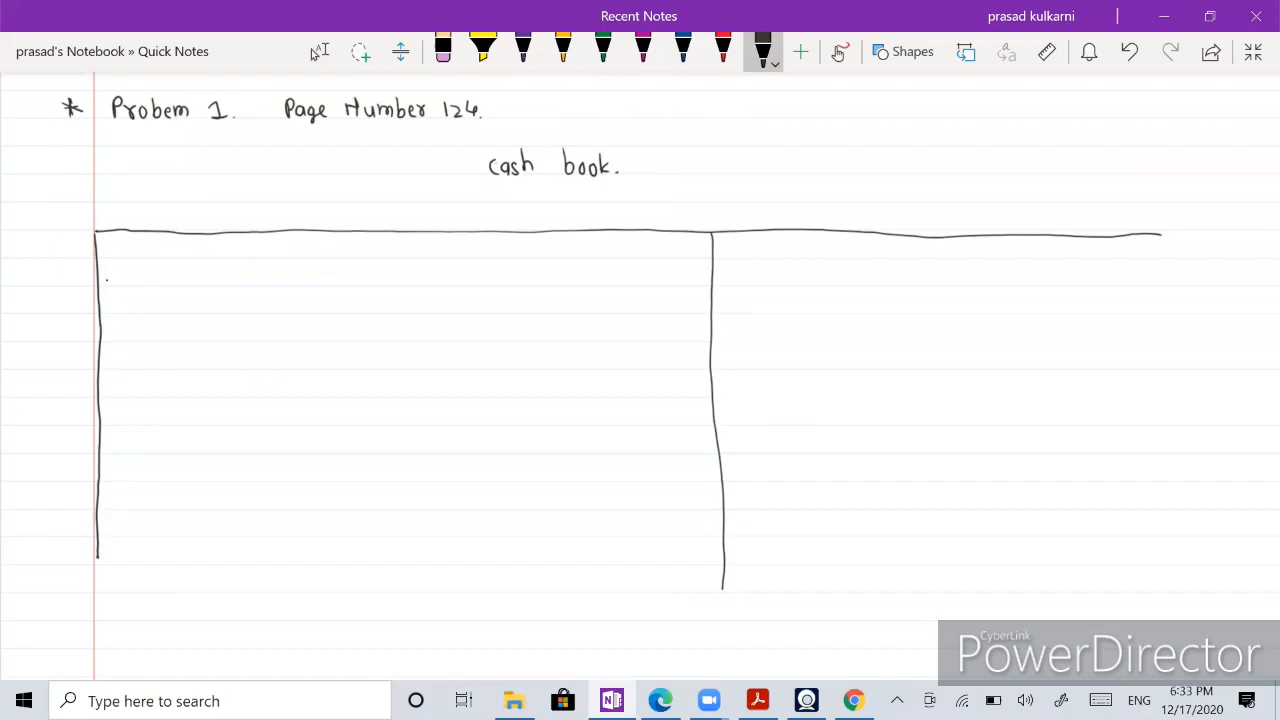 Recent Notes
prasad kulkarni
prasad's Notebook » Quick Notes
Shapes
* Probem 1. Page Number 124.
Cash book.
CyberLink
PowerDirector
Type here to search
ENG
6:33 PM
12/17/2020